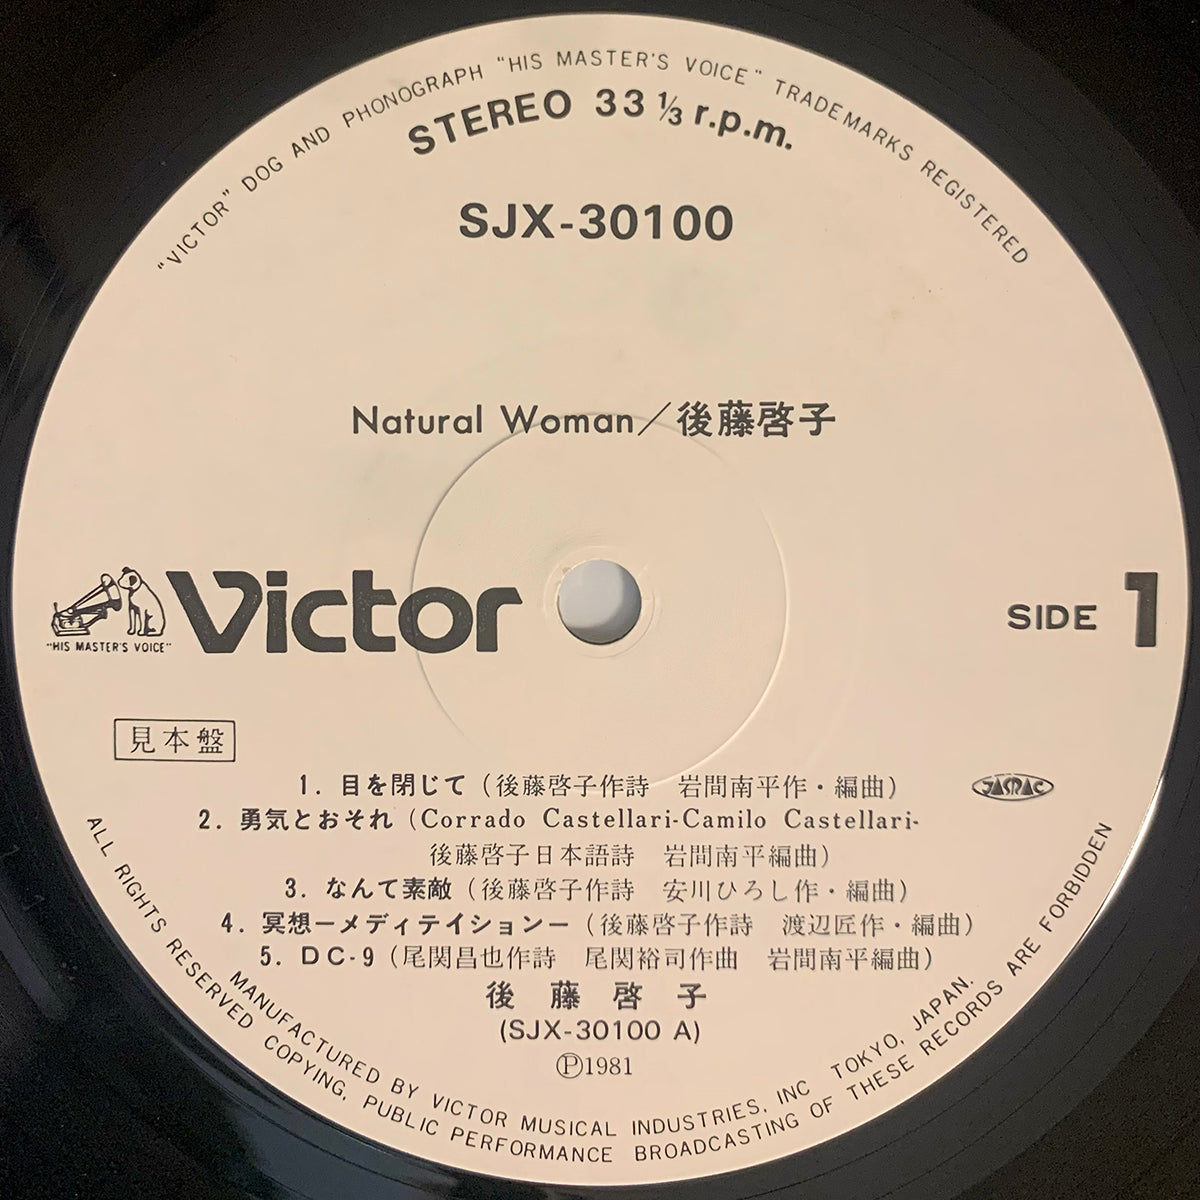 "VICTOR" DOG AND PHONOGRAPH "HIS MASTER'S VOICE" TRADEMARKS REGISTERED
STEREO 33 1/3 r.p.m.
SJX-30100
Natural Woman／後藤啓子
"HIS MASTER'S VOICE"
Victor
SIDE 1
見本盤
1. 目を閉じて（後藤啓子作詩　岩間南平作・編曲）
JASRAC
2. 勇気とおそれ（Corrado Castellari-Camilo Castellari-
後藤啓子日本語詩　岩間南平編曲）
3. なんて素敵（後藤啓子作詩　安川ひろし作・編曲）
4. 冥想ーメディテイションー（後藤啓子作詩　渡辺匠作・編曲）
5. DC-9（尾関昌也作詩　尾関裕司作曲　岩間南平編曲）
後藤啓子
(SJX-30100 A)
Ⓟ1981
MANUFACTURED BY VICTOR MUSICAL INDUSTRIES, INC TOKYO, JAPAN.
ALL RIGHTS RESERVED COPYING, PUBLIC PERFORMANCE BROADCASTING OF THESE RECORDS ARE FORBIDDEN